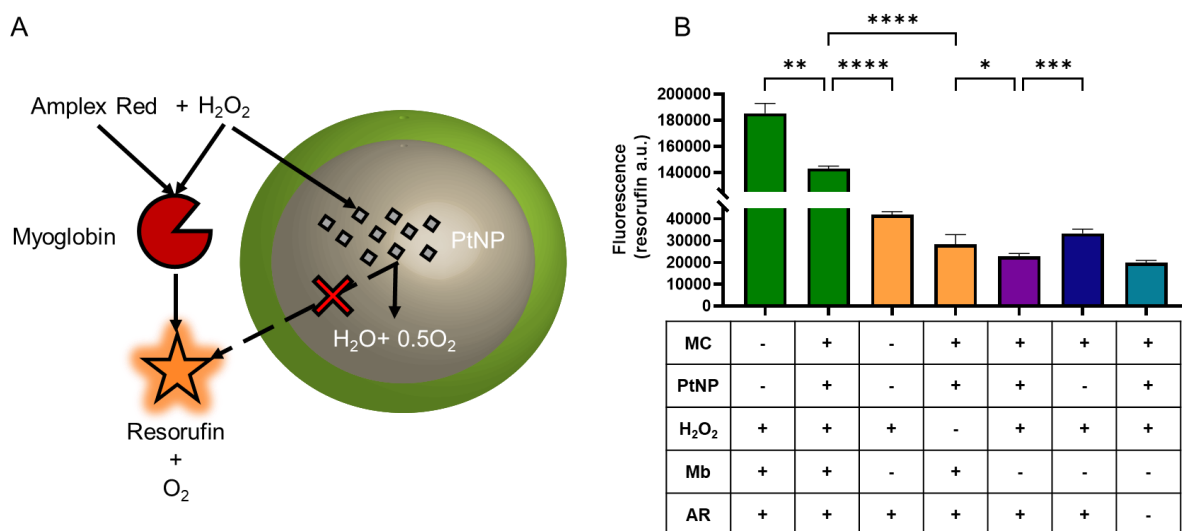 A
Amplex Red + H₂O₂
Myoglobin
PtNP
H₂O+ 0.5O₂
Resorufin
+
O₂
B
****
** **** * ***
Fluorescence
(resorufin a.u.)
200000
180000
160000
140000
40000
30000
20000
10000
0
MC - + - + + + +
PtNP - + - + + - +
H₂O₂ + + + - + + +
Mb + + - + - - -
AR + + + + + + -